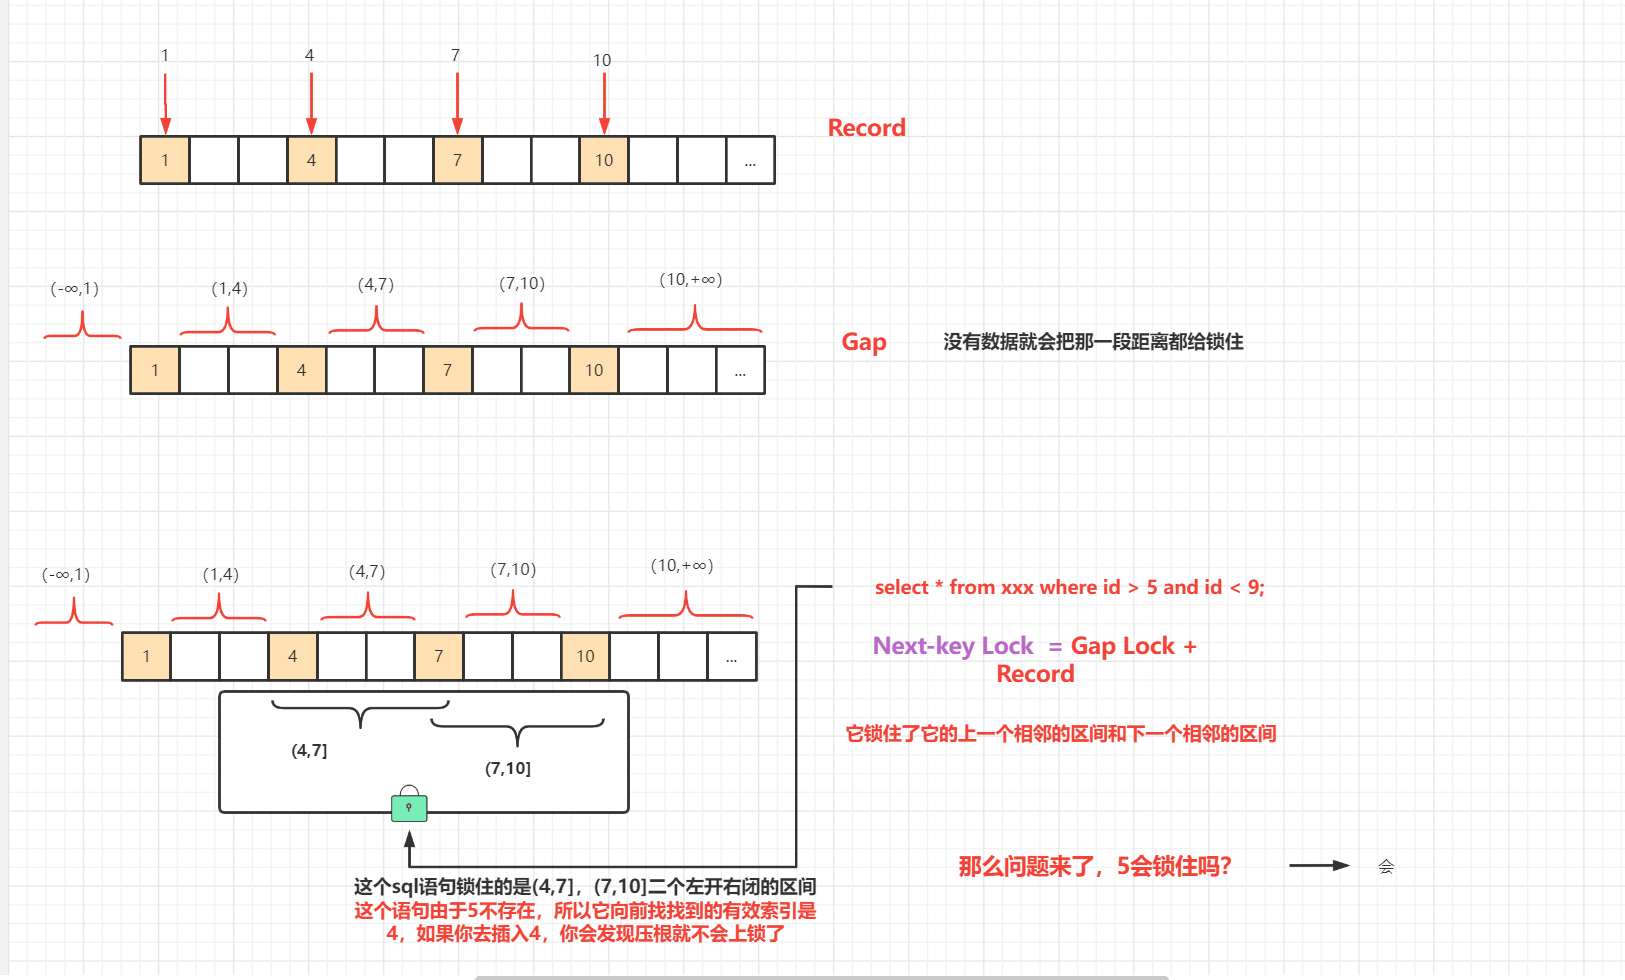 1 4 7 10
1 4 7 10 ...
Record
(-∞,1) (1,4) (4,7) (7,10) (10,+∞)
1 4 7 10 ...
Gap
没有数据就会把那一段距离都给锁住
(-∞,1) (1,4) (4,7) (7,10) (10,+∞)
1 4 7 10 ...
(4,7]
(7,10]
select * from xxx where id > 5 and id < 9;
Next-key Lock = Gap Lock +
Record
它锁住了它的上一个相邻的区间和下一个相邻的区间
那么问题来了，5会锁住吗？
会
这个sql语句锁住的是(4,7]，(7,10]二个左开右闭的区间
这个语句由于5不存在，所以它向前找找到的有效索引是
4，如果你去插入4，你会发现压根就不会上锁了